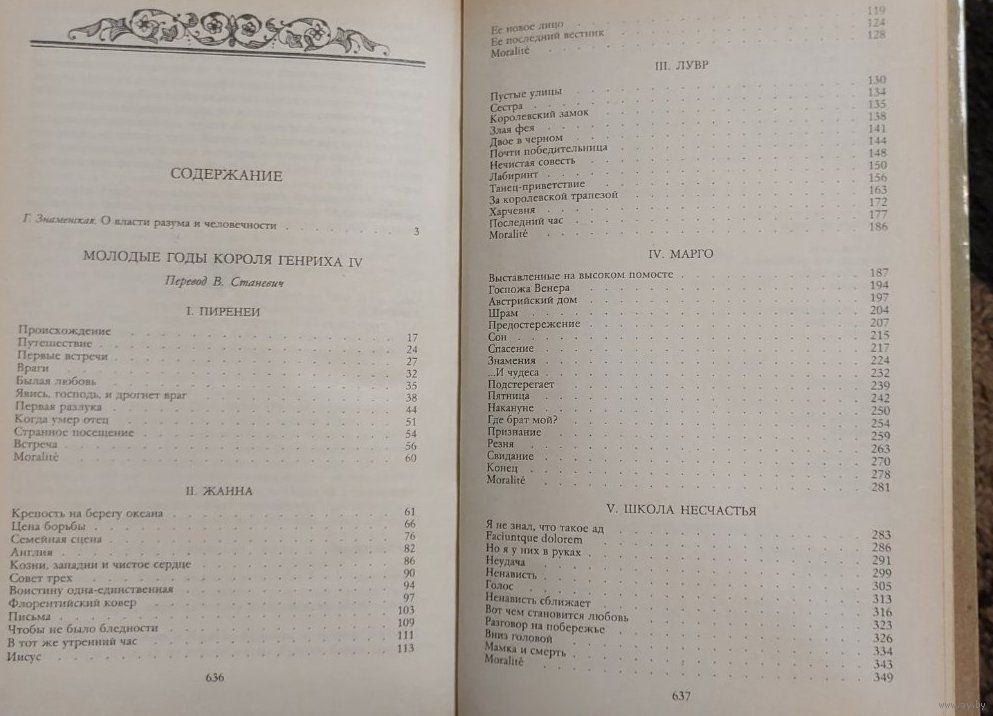 СОДЕРЖАНИЕ
Г. Знаменская. О власти разума и человечности . . . . . . 3
МОЛОДЫЕ ГОДЫ КОРОЛЯ ГЕНРИХА IV
Перевод В. Станевич
I. ПИРЕНЕИ
Происхождение 17
Путешествие 24
Первые встречи 27
Враги 32
Былая любовь 35
Явись, господь, и дрогнет враг 38
Первая разлука 44
Когда умер отец 51
Странное посещение 54
Встреча 56
Moralité 60
II. ЖАННА
Крепость на берегу океана 61
Цена борьбы 66
Семейная сцена 76
Англия 82
Козни, западни и чистое сердце 86
Совет трех 90
Воистину одна-единственная 94
Флорентийский ковер 97
Письма 103
Чтобы не было бледности 109
В тот же утренний час 111
Иисус 113
636
Ее новое лицо 119
Ее последний вестник 124
Moralité 128
III. ЛУВР
Пустые улицы 130
Сестра 134
Королевский замок 135
Злая фея 138
Двое в черном 141
Почти победительница 144
Нечистая совесть 148
Лабиринт 150
Танец-приветствие 156
За королевской трапезой 163
Харчевня 172
Последний час 177
Moralité 186
IV. МАРГО
Выставленные на высоком помосте 187
Госпожа Венера 194
Австрийский дом 197
Шрам 204
Предостережение 207
Сон 215
Спасение 217
Знамения 224
...И чудеса 232
Подстерегает 239
Пятница 242
Накануне 250
Где брат мой? 254
Признание 259
Резня 263
Свидание 270
Конец 278
Moralité 281
V. ШКОЛА НЕСЧАСТЬЯ
Я не знал, что такое ад 283
Faciuntque dolorem 286
Но я у них в руках 291
Неудача 299
Ненависть 305
Голос 313
Ненависть сближает 316
Вот чем становится любовь 323
Разговор на побережье 326
Вниз головой 334
Мамка и смерть 343
Moralité 349
637
www.ay.by